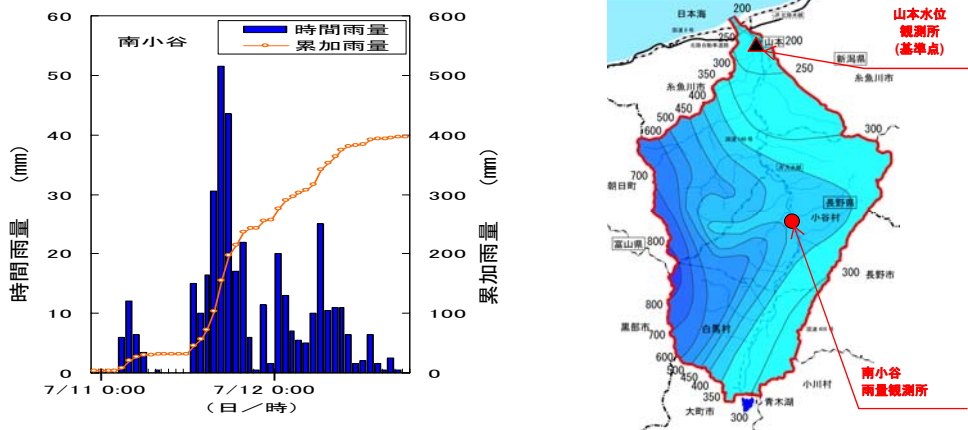 南小谷
時間雨量
累加雨量
60
50
40
30
20
10
0
時間雨量 (mm)
600
500
400
300
200
100
0
累加雨量 (mm)
7/11 0:00
7/12 0:00
(日/時)
日本海
新潟県
糸魚川市
糸魚川市
山本
山本水位
観測所
(基準点)
200
250
300
350
400
450
500
600
200
250
300
700
朝日町
長野県
小谷村
富山県
800
300
長野市
800
黒部市
700
白馬村
600
500
450
400
350
300
大町市
青木湖
小川村
南小谷
雨量観測所